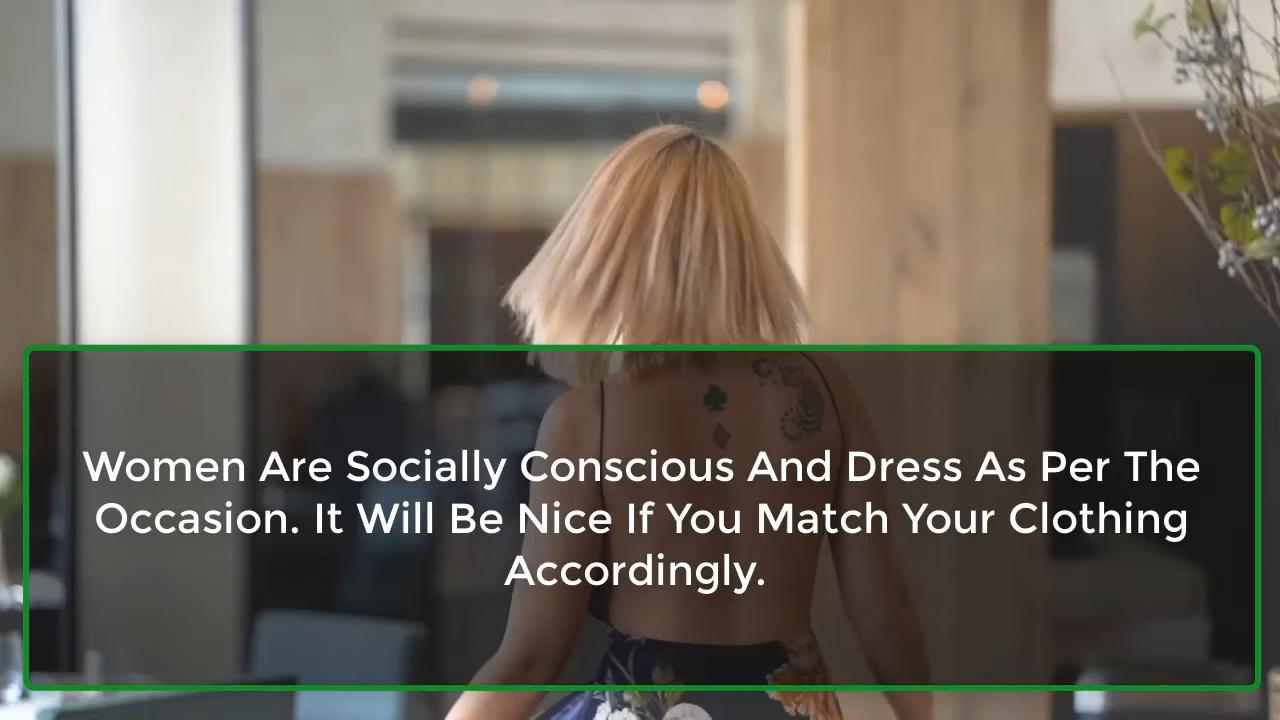 Women Are Socially Conscious And Dress As Per The
Occasion. It Will Be Nice If You Match Your Clothing
Accordingly.